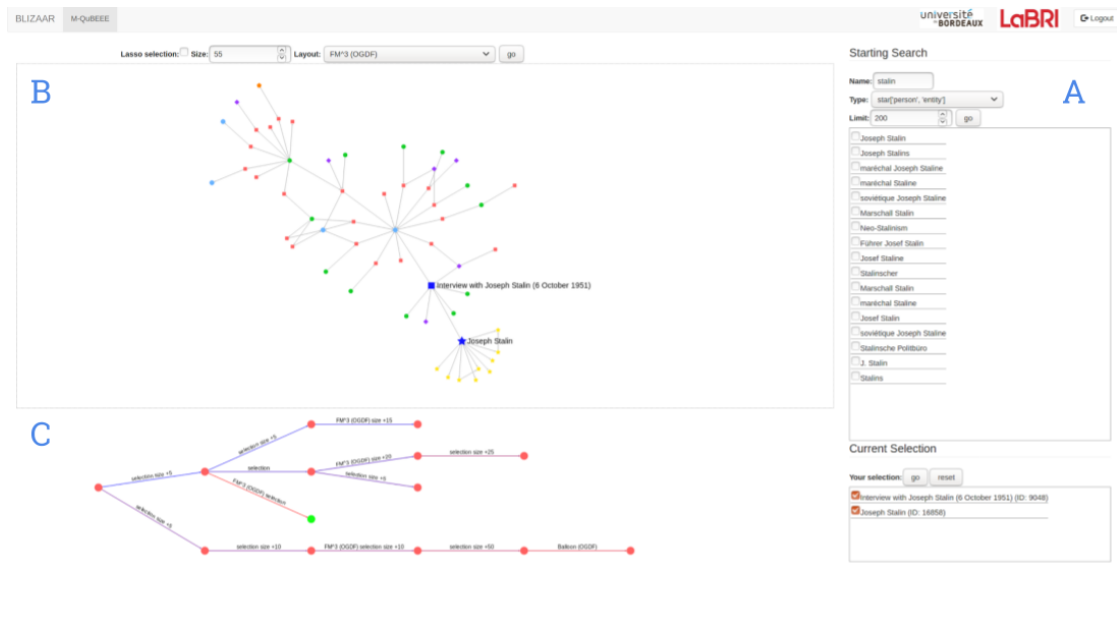 BLIZAAR M-QuBEEE université de BORDEAUX LaBRI Logout
Lasso selection: Size: 55 Layout: FM^3 (OGDF) go
B
Interview with Joseph Stalin (6 October 1951)
Joseph Stalin
Starting Search
A
Name: stalin
Type: star['person', 'entity']
Limit: 200 go
Joseph Stalin
Joseph Stalins
maréchal Joseph Staline
maréchal Staline
soviétique Joseph Staline
Marschall Stalin
Neo-Stalinism
Führer Josef Stalin
Josef Staline
Stalinscher
Marschall Stalin
maréchal Staline
Josef Stalin
soviétique Joseph Staline
Stalinsche Politbüro
J. Stalin
Stalins
Current Selection
Your selection: go reset
Interview with Joseph Stalin (6 October 1951) (ID: 9048)
Joseph Stalin (ID: 16858)
C
FM^3 (OGDF) size +15
selection size +5
selection size +5
selection
FM^3 (OGDF) size +20
selection size +25
selection size +5
FM^3 (OGDF) selection
selection size +5
selection size +10
FM^3 (OGDF) selection size +10
selection size +50
Balloon (OGDF)